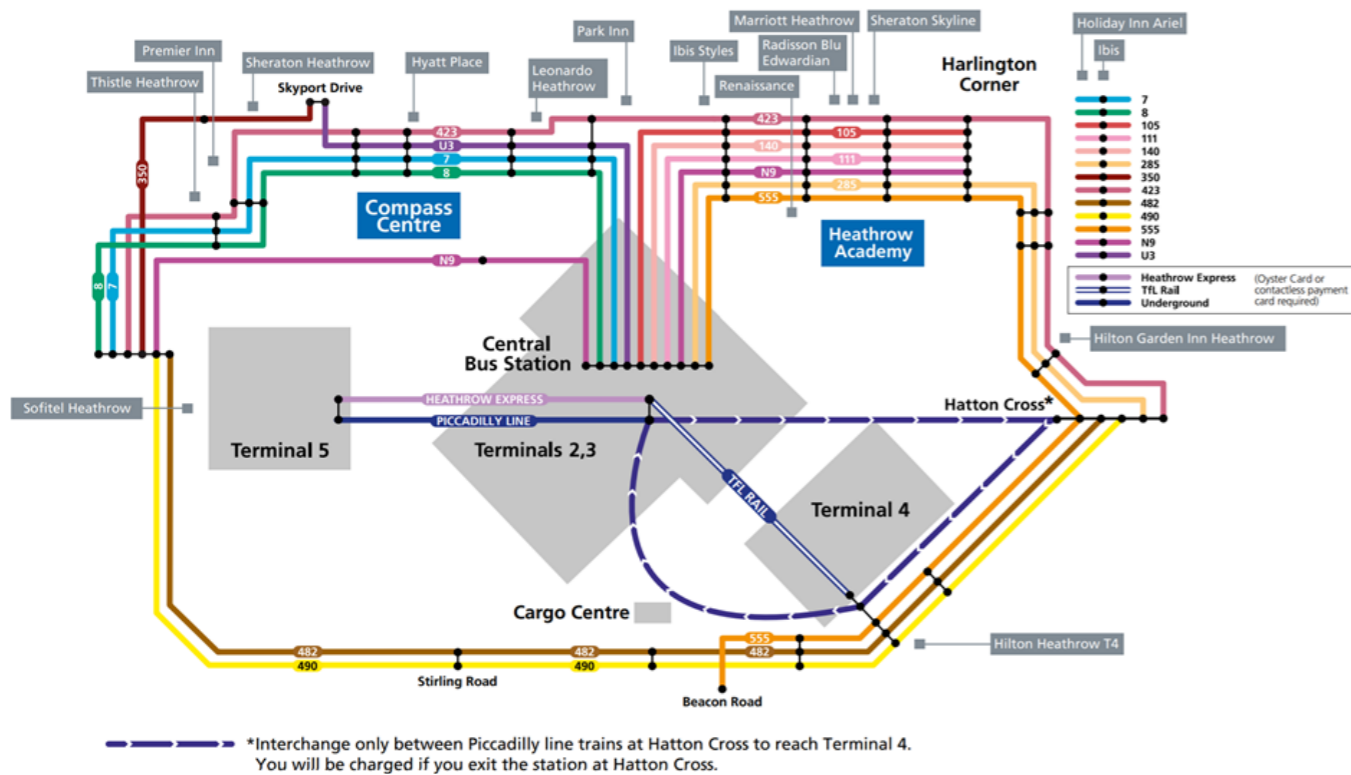 Premier Inn
Thistle Heathrow
Sheraton Heathrow
Skyport Drive
Hyatt Place
Leonardo
Heathrow
Park Inn
Ibis Styles
Marriott Heathrow
Radisson Blu
Edwardian
Renaissance
Sheraton Skyline
Harlington
Corner
Holiday Inn Ariel
Ibis
7
8
105
111
140
285
350
423
482
490
555
N9
U3
Heathrow Express
TfL Rail
Underground
(Oyster Card or
contactless payment
card required)
350
423
U3
7
8
423
105
140
111
N9
285
555
Compass
Centre
Heathrow
Academy
8
7
N9
Central
Bus Station
Hilton Garden Inn Heathrow
Sofitel Heathrow
HEATHROW EXPRESS
PICCADILLY LINE
Hatton Cross*
Terminal 5
Terminals 2,3
TFL RAIL
Terminal 4
Cargo Centre
Hilton Heathrow T4
555
482
482
482
490
490
Stirling Road
Beacon Road
*Interchange only between Piccadilly line trains at Hatton Cross to reach Terminal 4.
You will be charged if you exit the station at Hatton Cross.